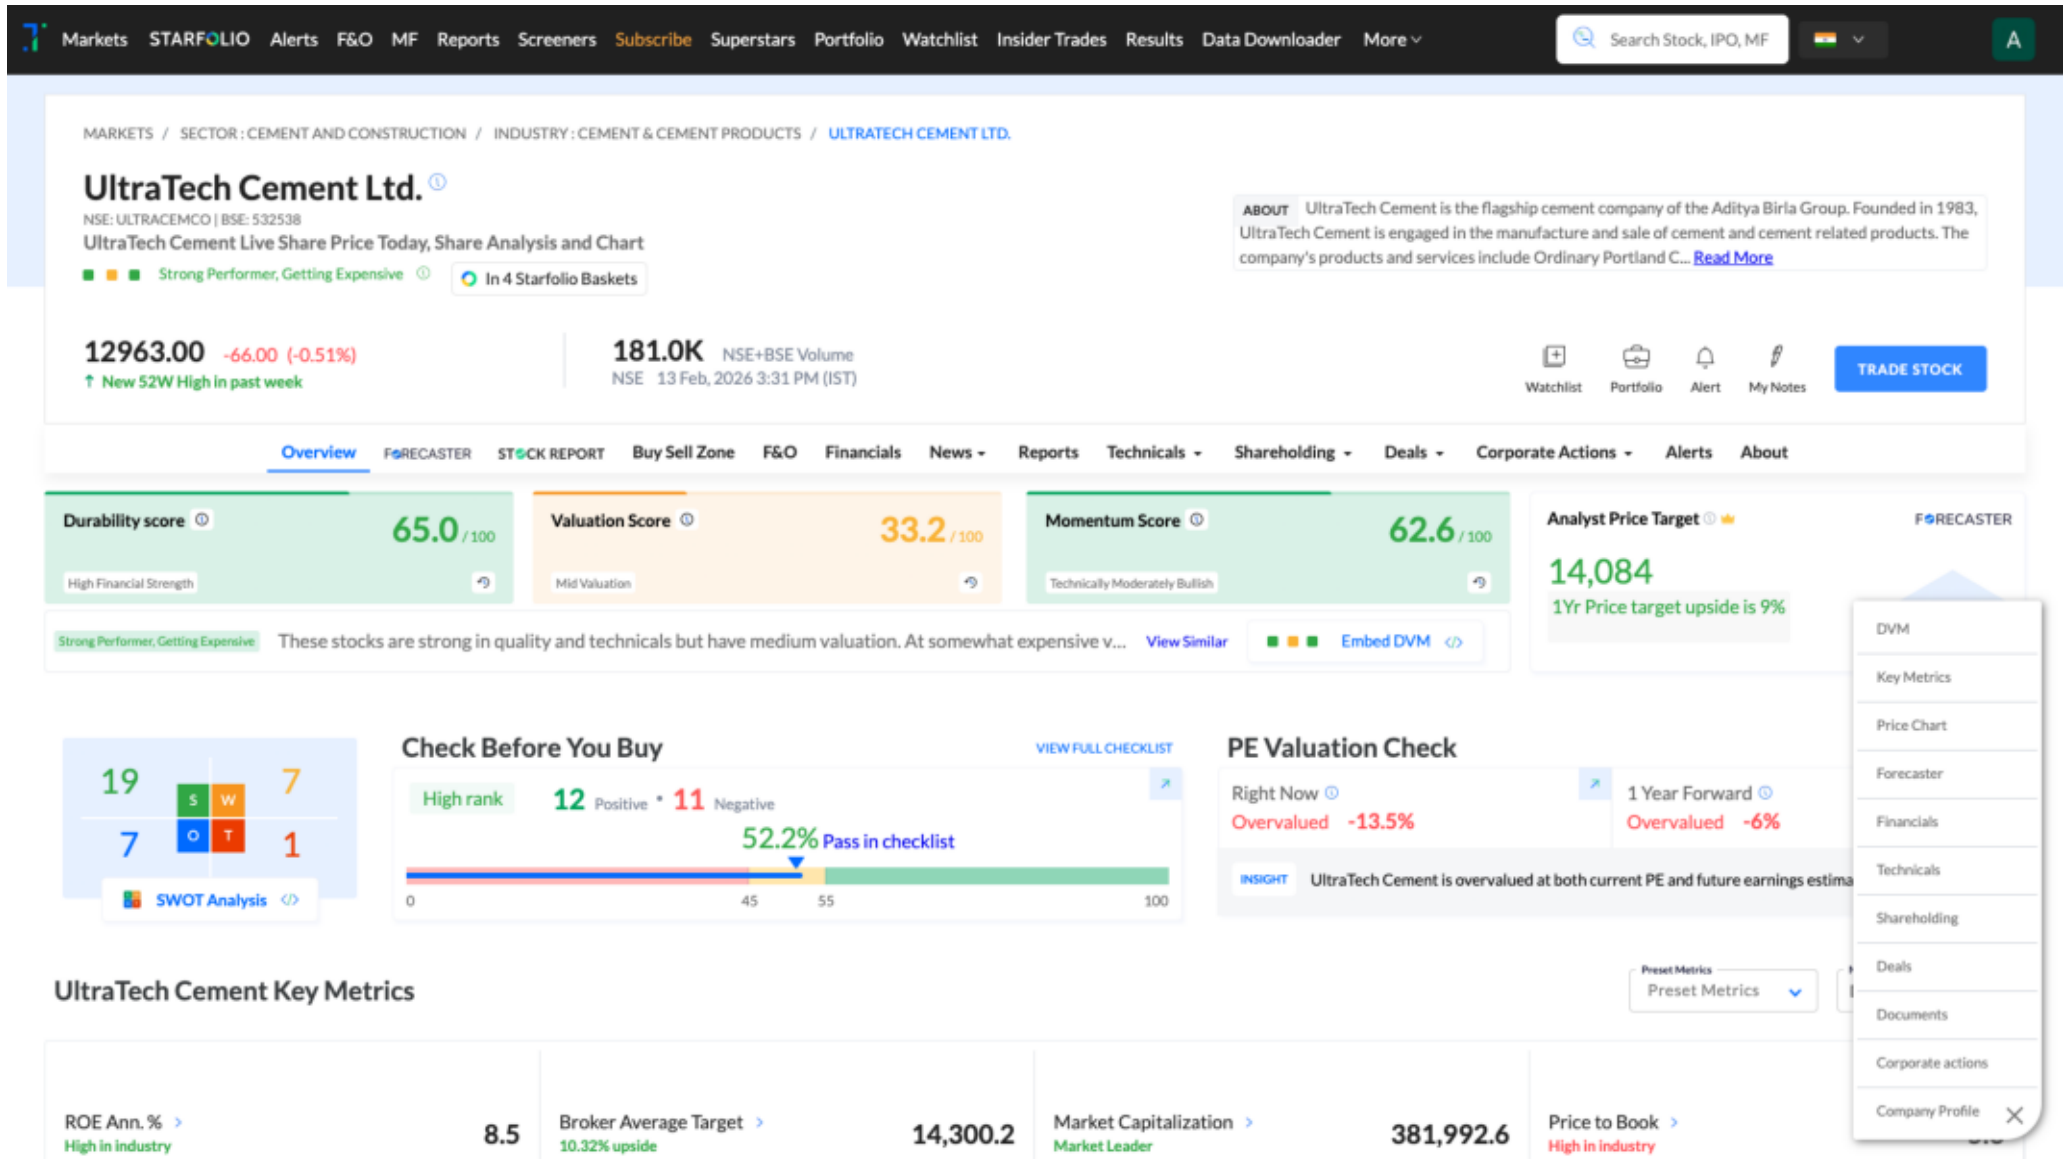 Markets STARFOLIO Alerts F&O MF Reports Screeners Subscribe Superstars Portfolio Watchlist Insider Trades Results Data Downloader More Search Stock, IPO, MF A
MARKETS / SECTOR : CEMENT AND CONSTRUCTION / INDUSTRY : CEMENT & CEMENT PRODUCTS / ULTRATECH CEMENT LTD.
UltraTech Cement Ltd.
NSE: ULTRACEMCO | BSE: 532538
UltraTech Cement Live Share Price Today, Share Analysis and Chart
Strong Performer, Getting Expensive In 4 Starfolio Baskets
ABOUT UltraTech Cement is the flagship cement company of the Aditya Birla Group. Founded in 1983,
UltraTech Cement is engaged in the manufacture and sale of cement and cement related products. The
company's products and services include Ordinary Portland C... Read More
12963.00 -66.00 (-0.51%)
↑ New 52W High in past week
181.0K NSE+BSE Volume
NSE 13 Feb, 2026 3:31 PM (IST)
Watchlist Portfolio Alert My Notes TRADE STOCK
Overview FORECASTER STOCK REPORT Buy Sell Zone F&O Financials News Reports Technicals Shareholding Deals Corporate Actions Alerts About
Durability score 65.0 / 100
High Financial Strength
Valuation Score 33.2 / 100
Mid Valuation
Momentum Score 62.6 / 100
Technically Moderately Bullish
Analyst Price Target FORECASTER
14,084
1Yr Price target upside is 9%
Strong Performer, Getting Expensive These stocks are strong in quality and technicals but have medium valuation. At somewhat expensive v... View Similar Embed DVM </>
19 7
S W
O T
7 1
SWOT Analysis </>
Check Before You Buy VIEW FULL CHECKLIST
High rank 12 Positive • 11 Negative
52.2% Pass in checklist
0 45 55 100
PE Valuation Check
Right Now 1 Year Forward
Overvalued -13.5% Overvalued -6%
INSIGHT UltraTech Cement is overvalued at both current PE and future earnings estima
UltraTech Cement Key Metrics
Preset Metrics
Preset Metrics
ROE Ann. % 8.5
High in industry
Broker Average Target 14,300.2
10.32% upside
Market Capitalization 381,992.6
Market Leader
Price to Book
High in industry
DVM
Key Metrics
Price Chart
Forecaster
Financials
Technicals
Shareholding
Deals
Documents
Corporate actions
Company Profile